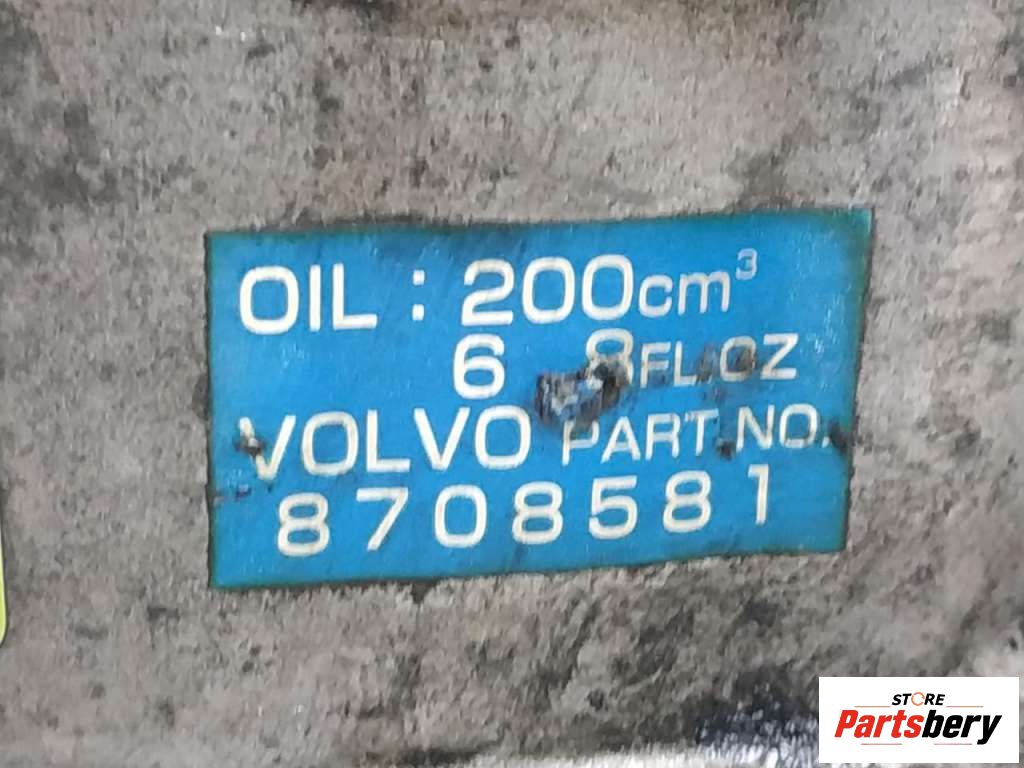 OIL : 200cm³
6 8FL.OZ
VOLVO PART NO.
8708581
STORE
Partsbery